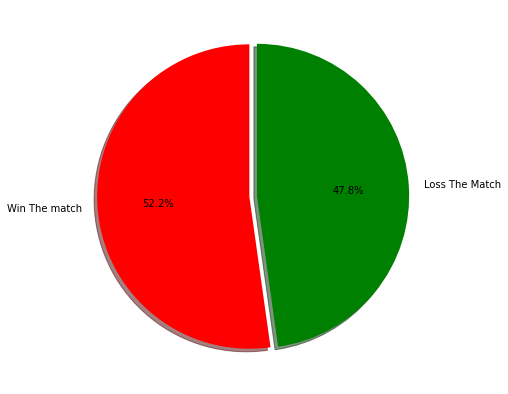 Loss The Match
47.8%
52.2%
Win The match